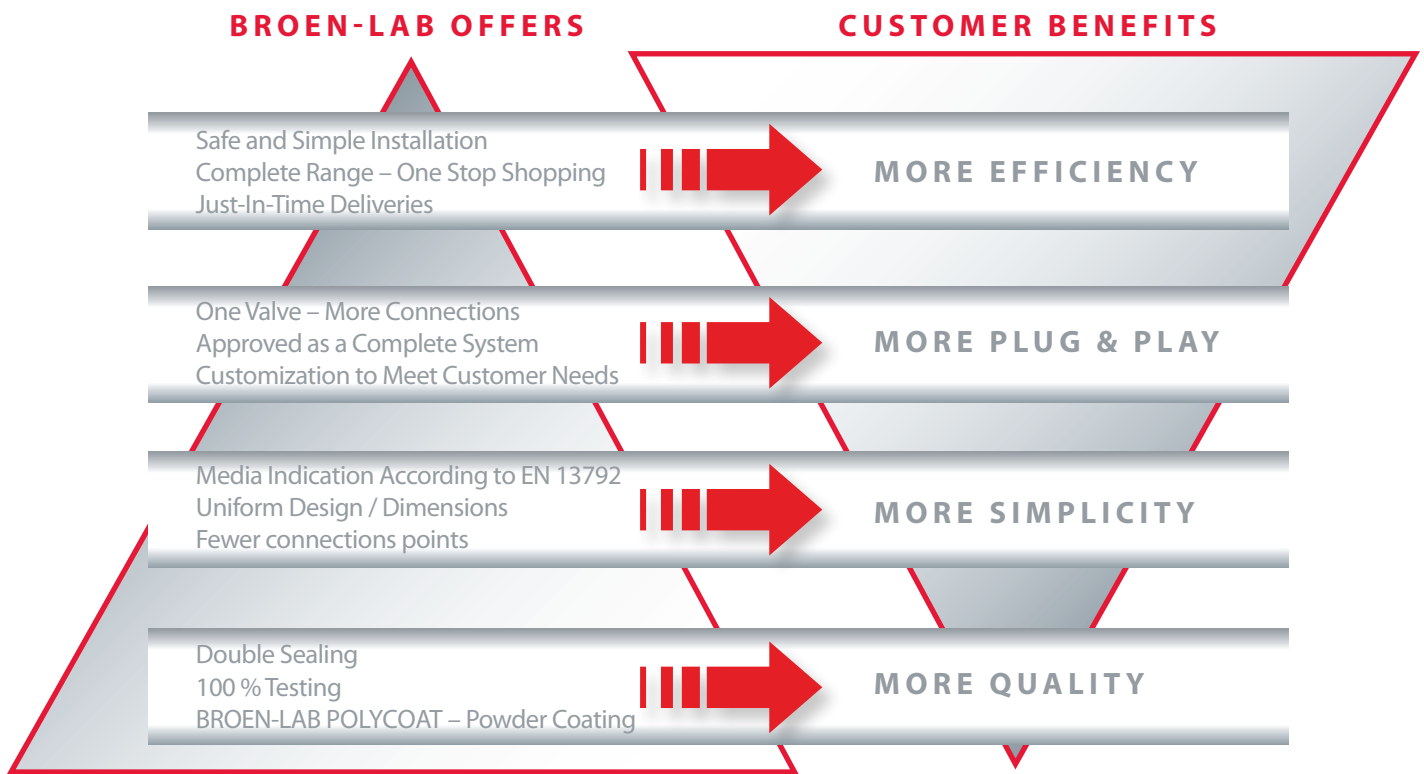 BROEN-LAB OFFERS
CUSTOMER BENEFITS
Safe and Simple Installation
Complete Range – One Stop Shopping
Just-In-Time Deliveries
MORE EFFICIENCY
One Valve – More Connections
Approved as a Complete System
Customization to Meet Customer Needs
MORE PLUG & PLAY
Media Indication According to EN 13792
Uniform Design / Dimensions
Fewer connections points
MORE SIMPLICITY
Double Sealing
100 % Testing
BROEN-LAB POLYCOAT – Powder Coating
MORE QUALITY